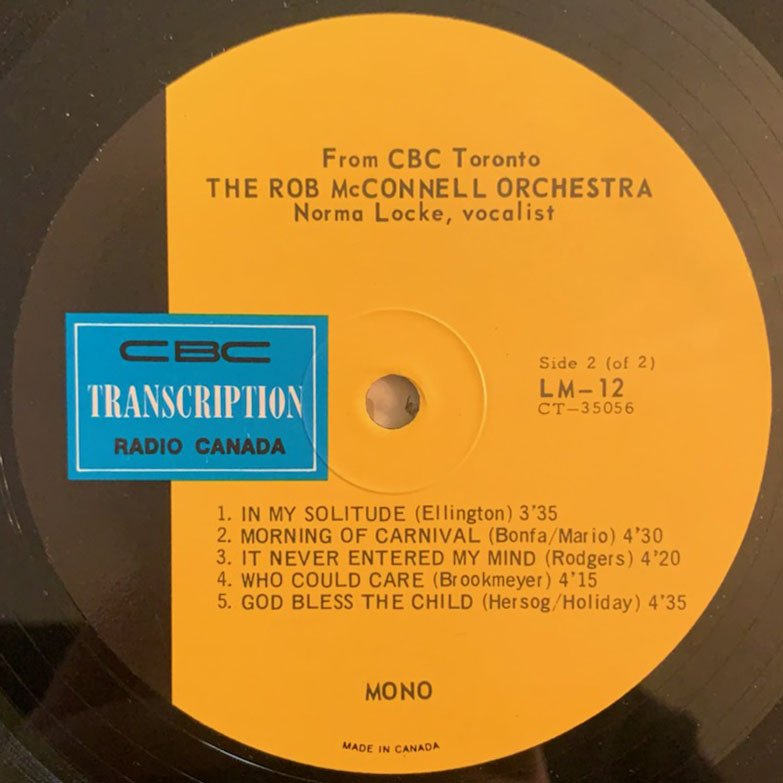 From CBC Toronto
THE ROB McCONNELL ORCHESTRA
Norma Locke, vocalist
CBC
TRANSCRIPTION
RADIO CANADA
Side 2 (of 2)
LM-12
CT-35056
1. IN MY SOLITUDE (Ellington) 3'35
2. MORNING OF CARNIVAL (Bonfa/Mario) 4'30
3. IT NEVER ENTERED MY MIND (Rodgers) 4'20
4. WHO COULD CARE (Brookmeyer) 4'15
5. GOD BLESS THE CHILD (Hersog/Holiday) 4'35
MONO
MADE IN CANADA